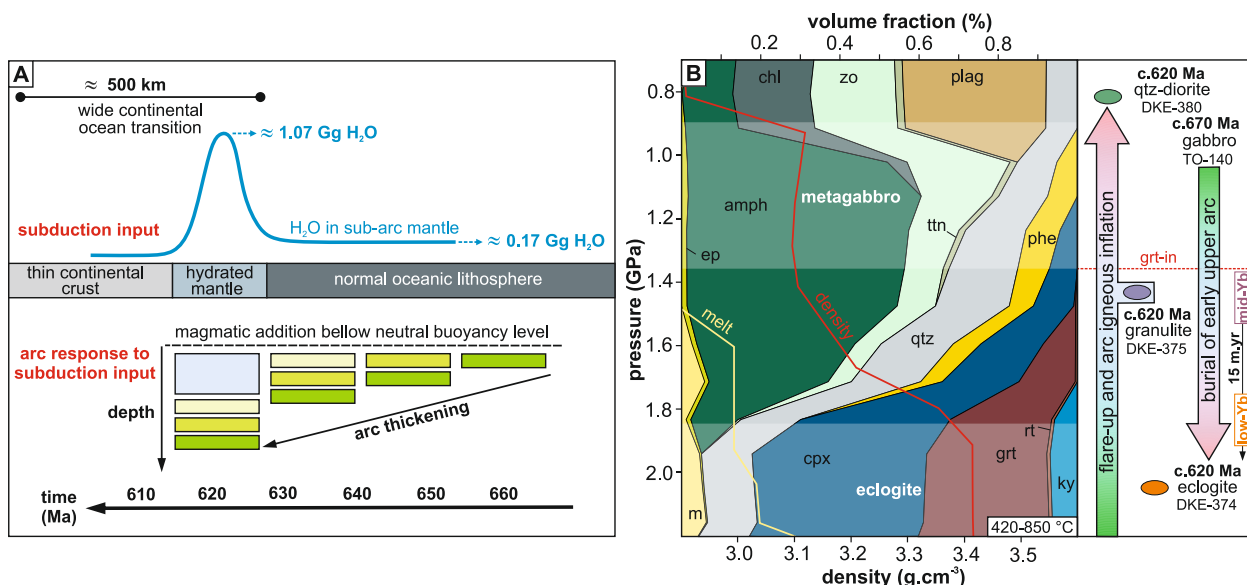 A
≈ 500 km
wide continental
ocean transition
≈ 1.07 Gg H₂O
subduction input
H₂O in sub-arc mantle
≈ 0.17 Gg H₂O
thin continental
crust
hydrated
mantle
normal oceanic lithosphere
magmatic addition bellow neutral buoyancy level
arc response to
subduction input
depth
arc thickening
time
(Ma)
610 620 630 640 650 660
volume fraction (%)
0.2 0.4 0.6 0.8
B
pressure (GPa)
0.8
1.0
1.2
1.4
1.6
1.8
2.0
chl
zo
plag
amph
metagabbro
ttn
ep
phe
melt
density
qtz
cpx
eclogite
rt
grt
ky
m
420-850 °C
3.0 3.1 3.2 3.3 3.4 3.5
density (g.cm⁻³)
c.620 Ma
qtz-diorite
DKE-380
c.670 Ma
gabbro
TO-140
grt-in
flare-up and arc igneous inflation
c.620 Ma
granulite
DKE-375
burial of early upper arc
mid-Yb
15 m.yr
low-Yb
c.620 Ma
eclogite
DKE-374